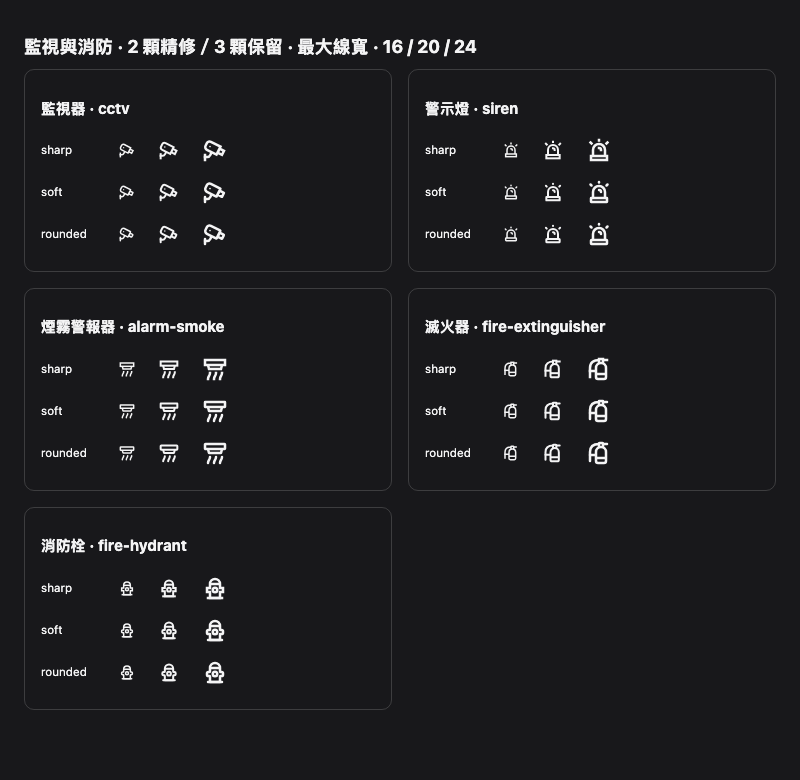 監視與消防 · 2 顆精修 / 3 顆保留 · 最大線寬 · 16 / 20 / 24
監視器 · cctv
sharp
soft
rounded
警示燈 · siren
sharp
soft
rounded
煙霧警報器 · alarm-smoke
sharp
soft
rounded
滅火器 · fire-extinguisher
sharp
soft
rounded
消防栓 · fire-hydrant
sharp
soft
rounded